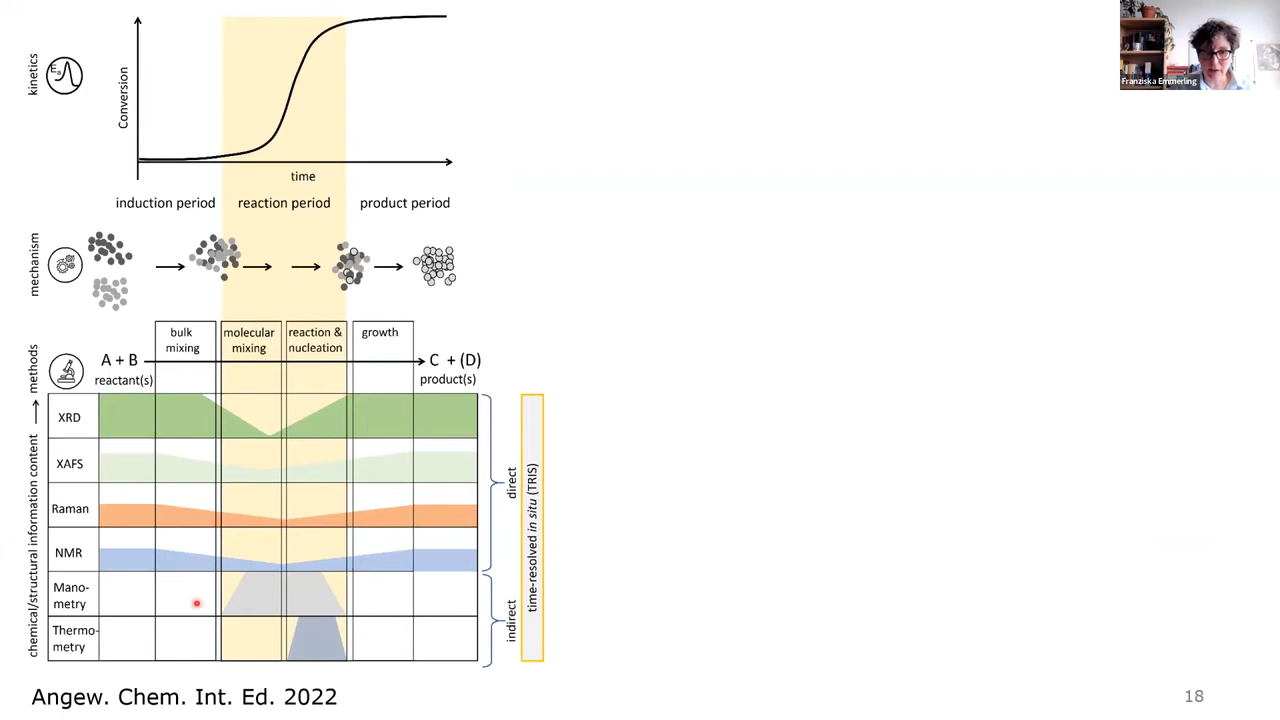 kinetics
Ea
Conversion
time
induction period
reaction period
product period
mechanism
bulk
mixing
molecular
mixing
reaction &
nucleation
growth
methods
A + B
C + (D)
reactant(s)
product(s)
chemical/structural information content
XRD
XAFS
Raman
NMR
Mano-
metry
Thermo-
metry
direct
indirect
time-resolved in situ (TRIS)
Angew. Chem. Int. Ed. 2022
18
Franziska Emmerling